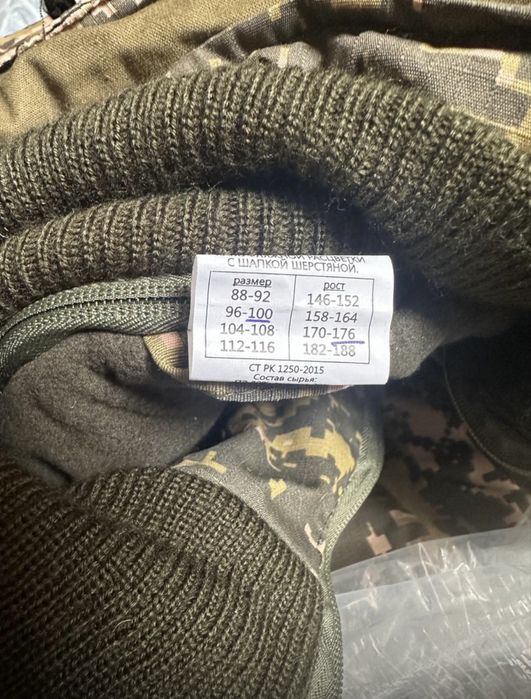 РАСЦВЕТКИ
С ШАПКОЙ ШЕРСТЯНОЙ.
размер рост
88-92 146-152
96-100 158-164
104-108 170-176
112-116 182-188
СТ РК 1250-2015
Состав сырья: